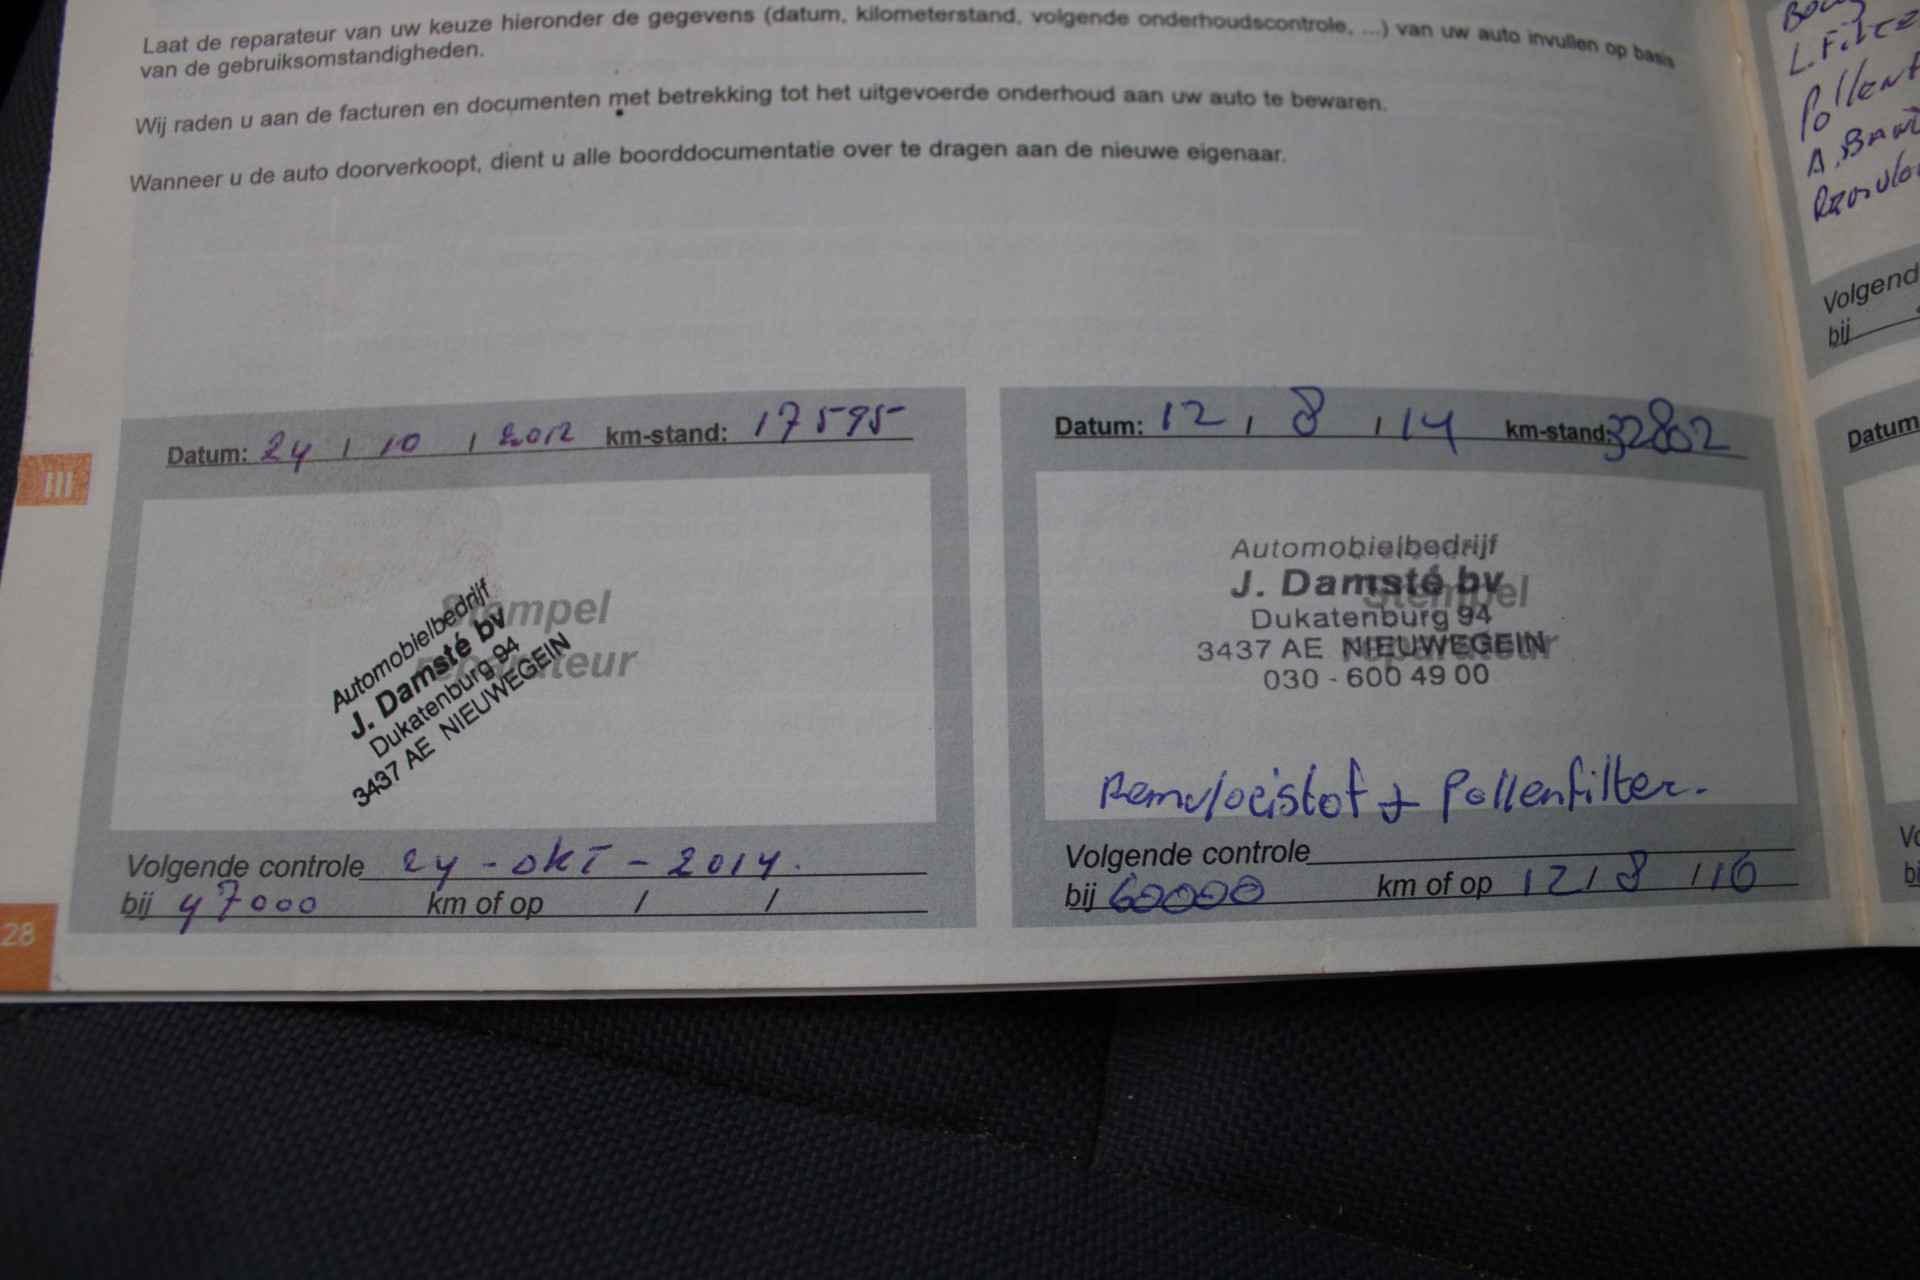 Laat de reparateur van uw keuze hieronder de gegevens (datum, kilometerstand, volgende onderhoudscontrole, ...) van uw auto invullen op basis
van de gebruiksomstandigheden.
Wij raden u aan de facturen en documenten met betrekking tot het uitgevoerde onderhoud aan uw auto te bewaren.
Wanneer u de auto doorverkoopt, dient u alle boorddocumentatie over te dragen aan de nieuwe eigenaar.
III
Datum: 24 / 10 / 2012 km-stand: 17595
Stempel
reparateur
Automobielbedrijf
J. Damsté bv
Dukatenburg 94
3437 AE NIEUWEGEIN
Volgende controle 24 - OKT - 2014.
bij 47000 km of op / /
Datum: 12 / 8 / 14 km-stand: 32802
Stempel
reparateur
Automobielbedrijf
J. Damsté bv
Dukatenburg 94
3437 AE NIEUWEGEIN
030 - 600 49 00
Remvloeistof + Pollenfilter.
Volgende controle
bij 60000 km of op 12 / 8 / 16
28
L. Filte
Pollen
A.
Volgend
bij
Datum